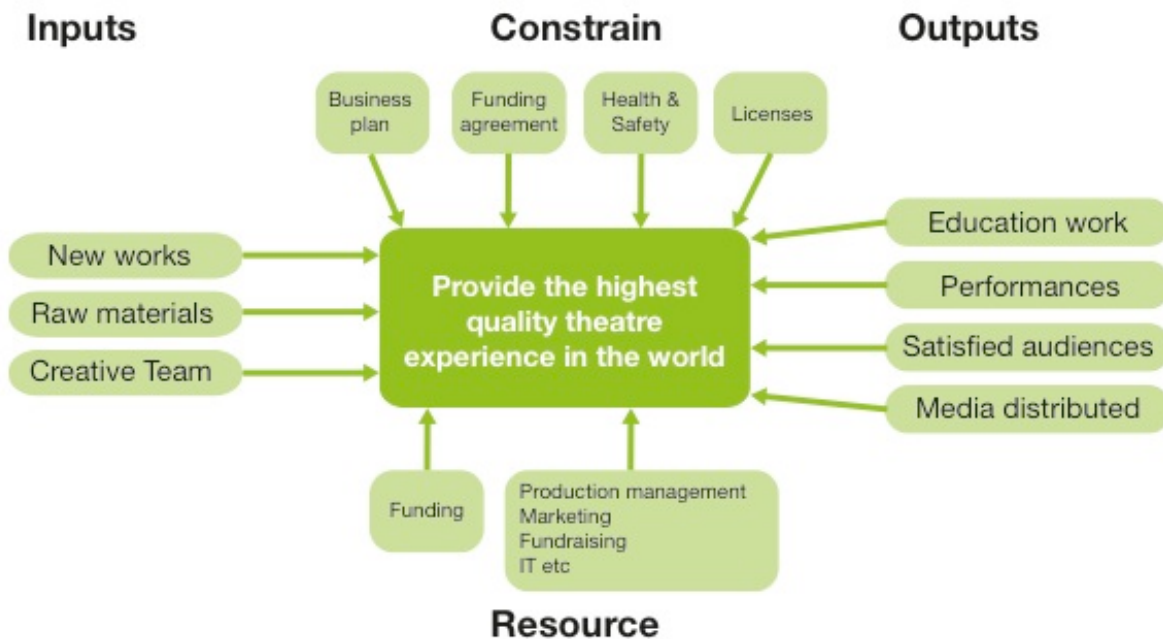 Inputs
Constrain
Outputs
Business
plan
Funding
agreement
Health &
Safety
Licenses
New works
Raw materials
Creative Team
Provide the highest
quality theatre
experience in the world
Education work
Performances
Satisfied audiences
Media distributed
Funding
Production management
Marketing
Fundraising
IT etc
Resource